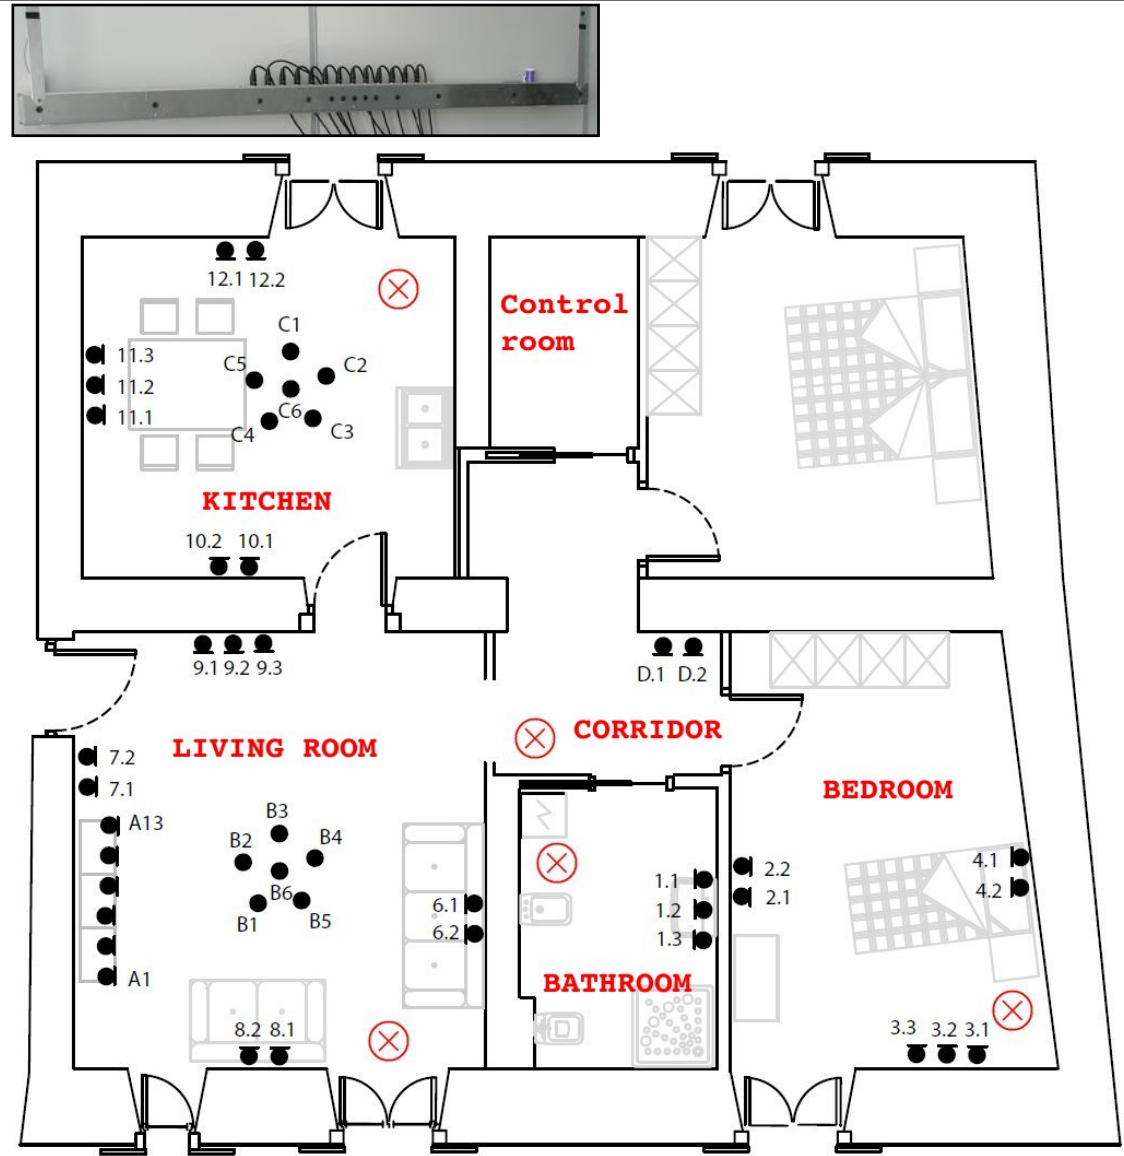 12.1 12.2
Control
room
C1
11.3
C5
C2
11.2
11.1
C6
C4
C3
KITCHEN
10.2 10.1
9.1 9.2 9.3
D.1 D.2
CORRIDOR
LIVING ROOM
7.2
7.1
BEDROOM
A13
B3
B2
B4
B6
B1
B5
6.1
6.2
1.1
1.2
1.3
2.2
2.1
4.1
4.2
A1
BATHROOM
8.2 8.1
3.3 3.2 3.1